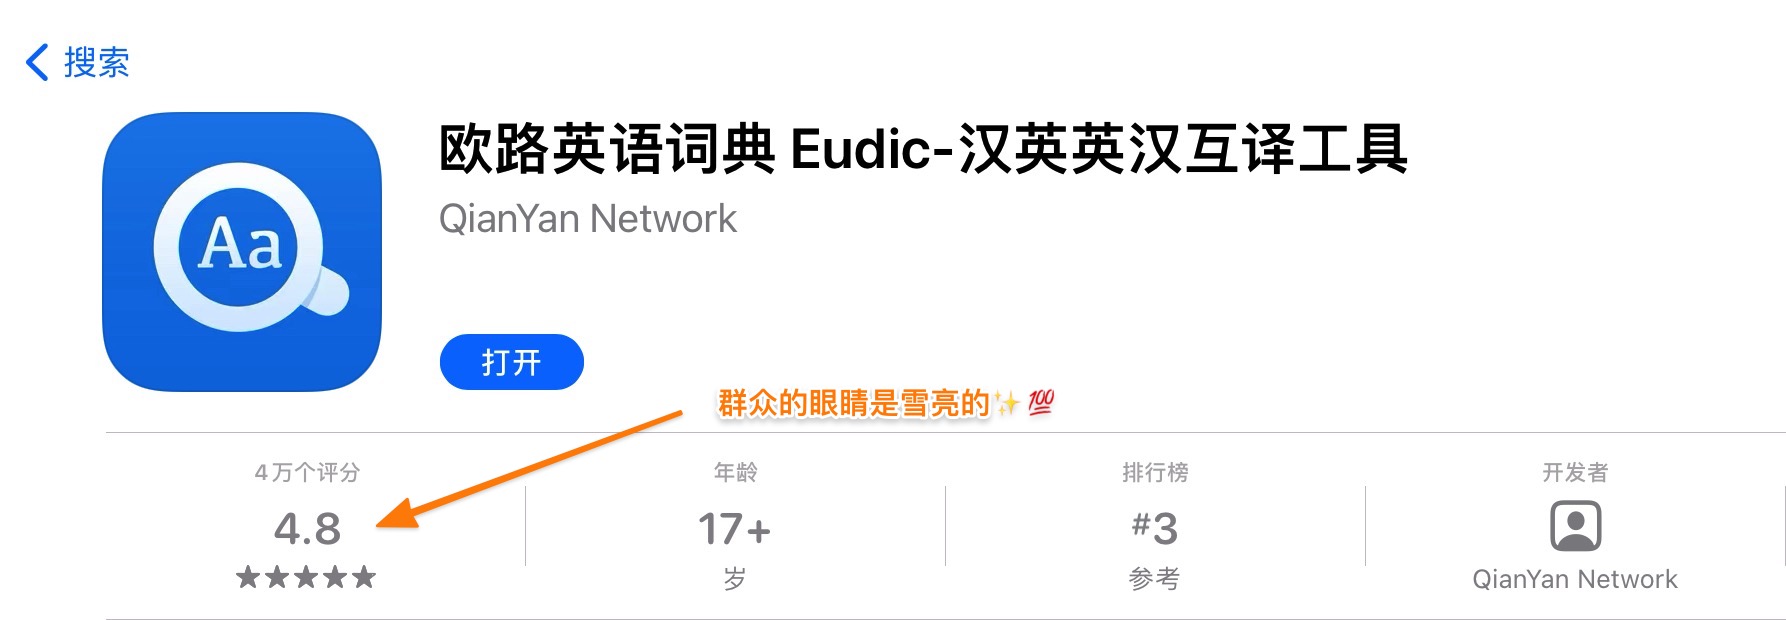 搜索
Aa
欧路英语词典 Eudic-汉英英汉互译工具
QianYan Network
打开
群众的眼睛是雪亮的✨💯
4万个评分
4.8
★★★★★
年龄
17+
岁
排行榜
#3
参考
开发者
QianYan Network